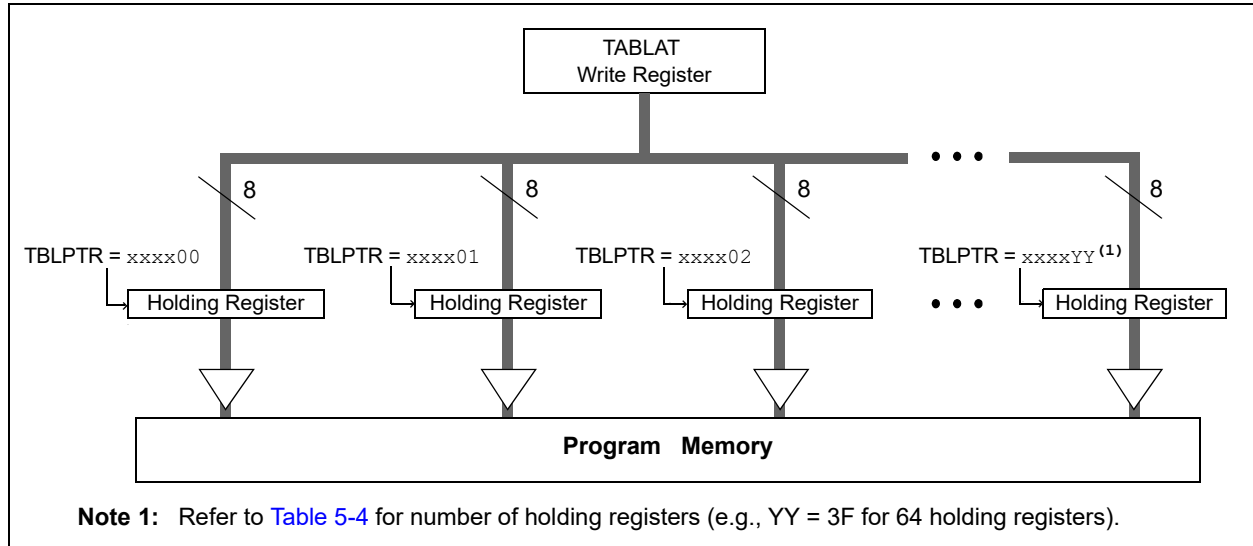 TABLAT
Write Register
8 8 8 8
TBLPTR = xxxx00 TBLPTR = xxxx01 TBLPTR = xxxx02 TBLPTR = xxxxYY(1)
Holding Register Holding Register Holding Register Holding Register
Program Memory
Note 1: Refer to Table 5-4 for number of holding registers (e.g., YY = 3F for 64 holding registers).